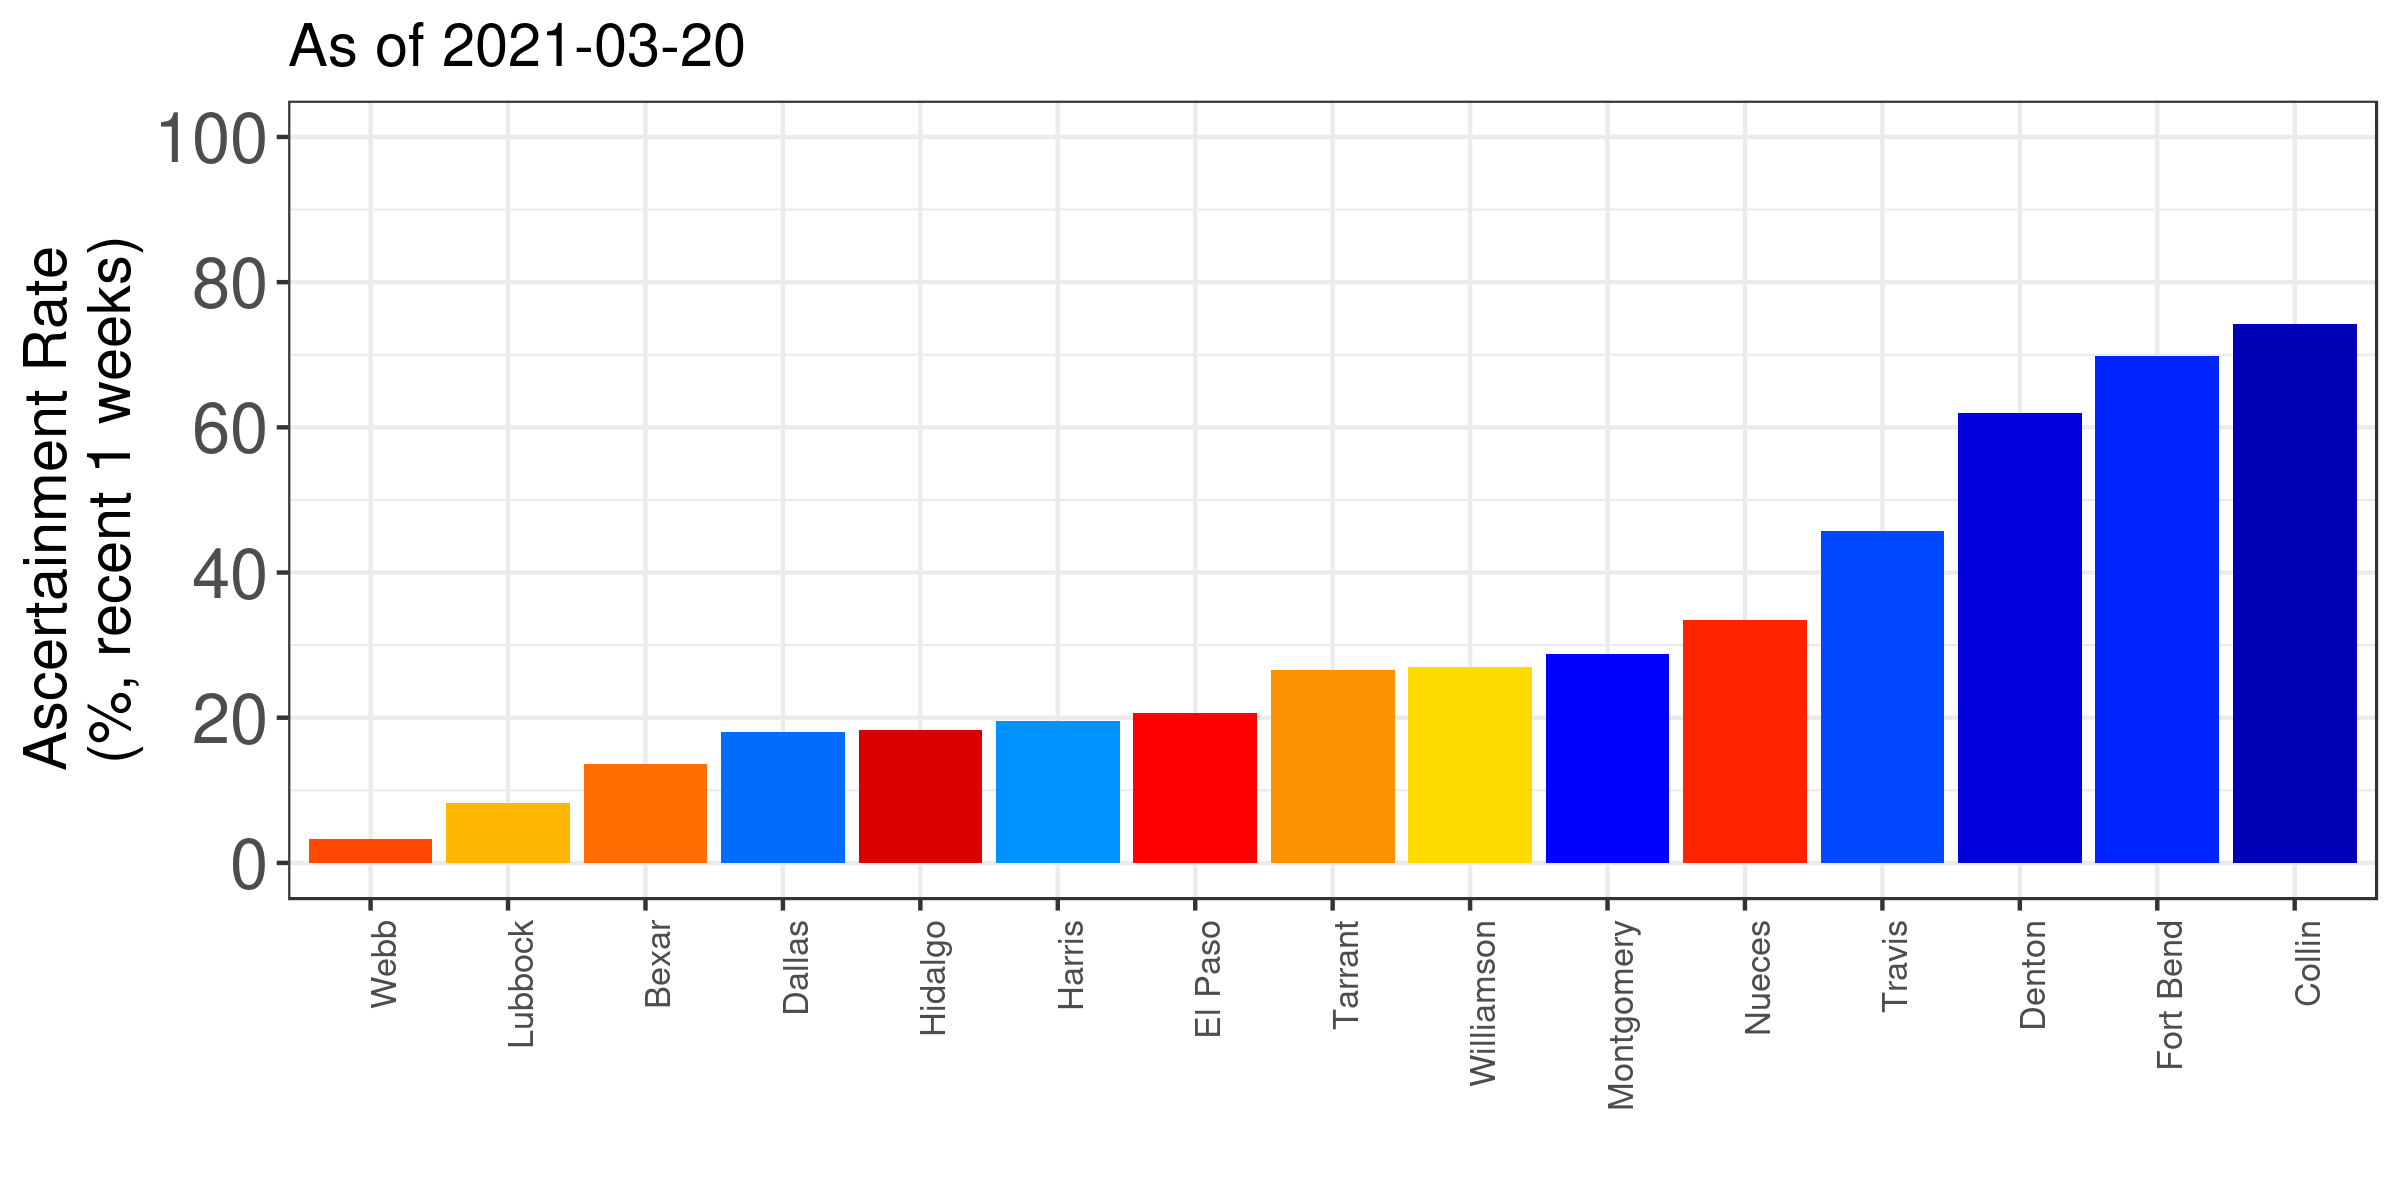 As of 2021-03-20
Ascertainment Rate
(%, recent 1 weeks)
100
80
60
40
20
0
Webb
Lubbock
Bexar
Dallas
Hidalgo
Harris
El Paso
Tarrant
Williamson
Montgomery
Nueces
Travis
Denton
Fort Bend
Collin